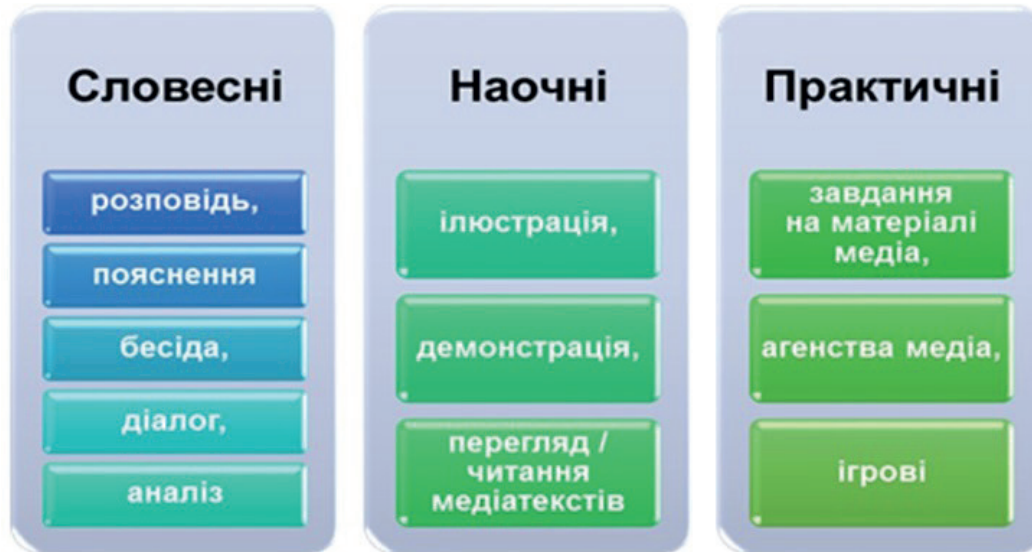 Словесні
розповідь,
пояснення
бесіда,
діалог,
аналіз
Наочні
ілюстрація,
демонстрація,
перегляд /
читання
медіатекстів
Практичні
завдання
на матеріалі
медіа,
агенства медіа,
ігрові